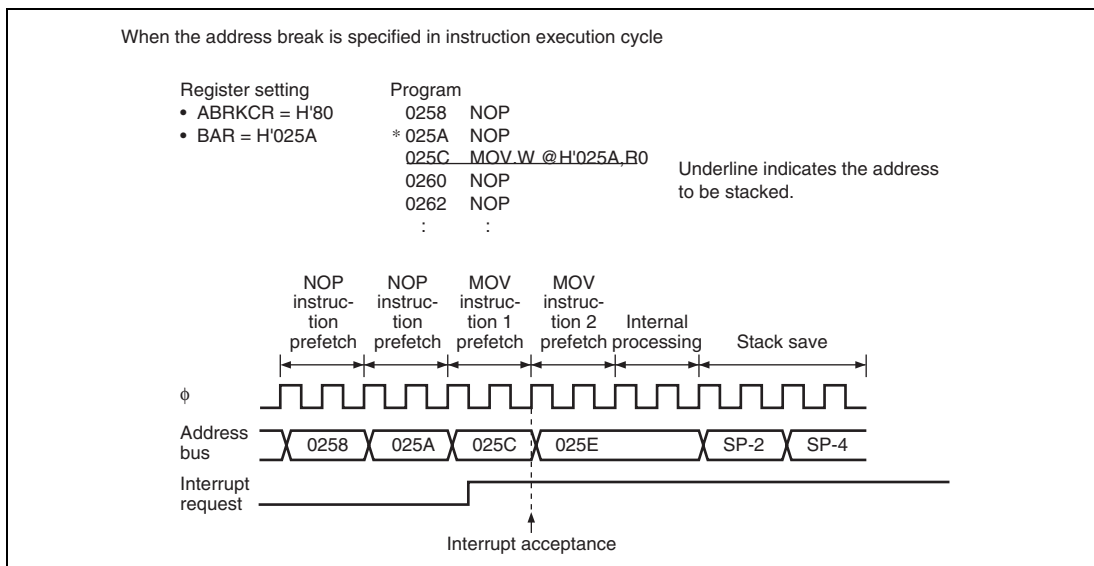 When the address break is specified in instruction execution cycle
Register setting
• ABRKCR = H'80
• BAR = H'025A
Program
0258 NOP
* 025A NOP
025C MOV.W @H'025A,R0
0260 NOP
0262 NOP
: :
Underline indicates the address
to be stacked.
NOP
instruc-
tion
prefetch
NOP
instruc-
tion
prefetch
MOV
instruc-
tion 1
prefetch
MOV
instruc-
tion 2
prefetch
Internal
processing
Stack save
φ
Address
bus
0258
025A
025C
025E
SP-2
SP-4
Interrupt
request
Interrupt acceptance